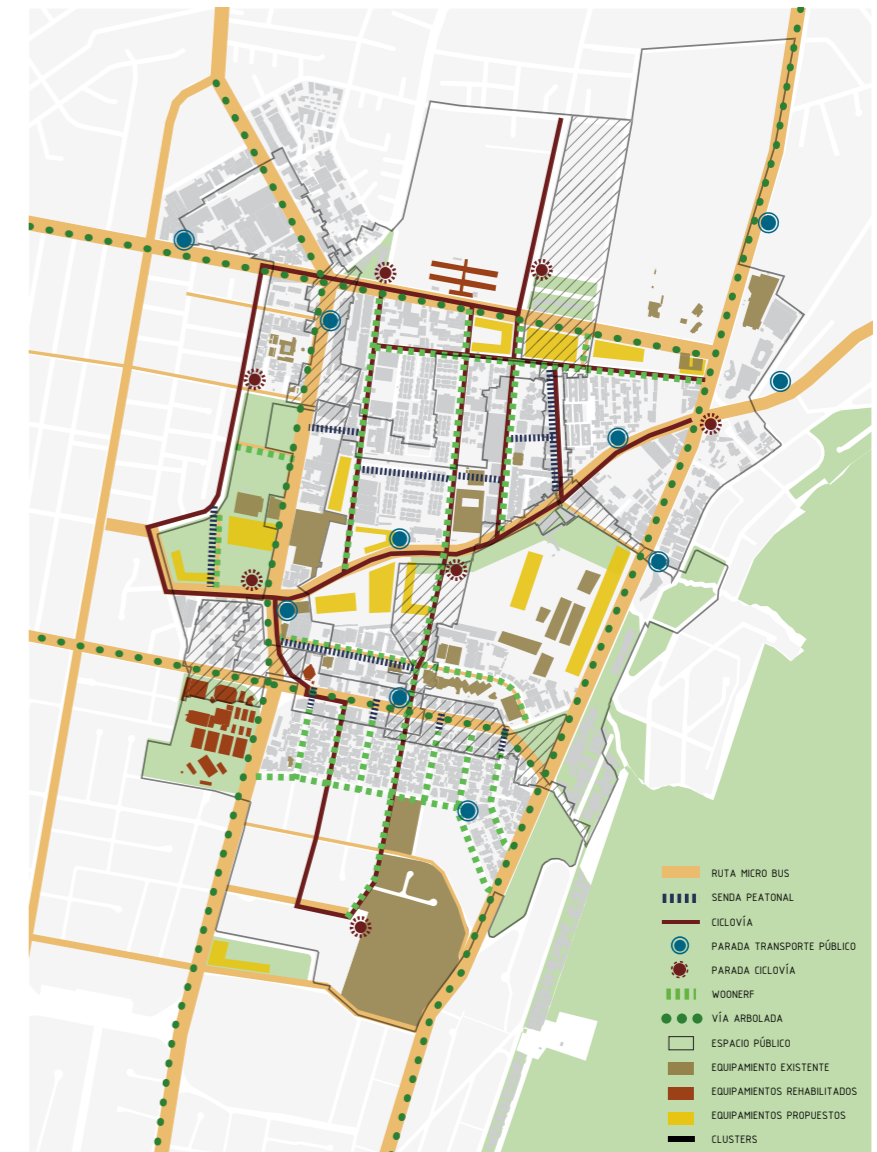 RUTA MICRO BUS
SENDA PEATONAL
CICLOVÍA
PARADA TRANSPORTE PÚBLICO
PARADA CICLOVÍA
WOONERF
VÍA ARBOLADA
ESPACIO PÚBLICO
EQUIPAMIENTO EXISTENTE
EQUIPAMIENTOS REHABILITADOS
EQUIPAMIENTOS PROPUESTOS
CLUSTERS